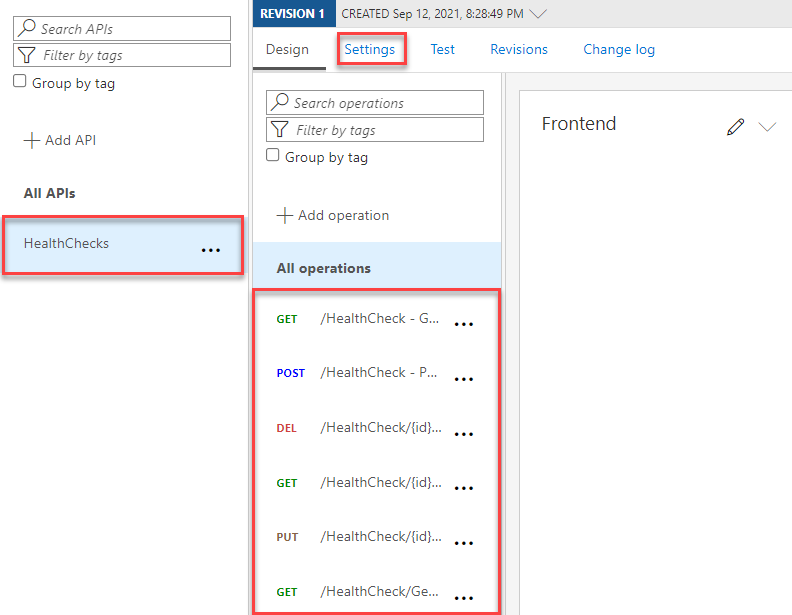 Search APIs
Filter by tags
Group by tag
Add API
All APIs
HealthChecks
REVISION 1 CREATED Sep 12, 2021, 8:28:49 PM
Design Settings Test Revisions Change log
Search operations
Filter by tags
Group by tag
Add operation
All operations
GET /HealthCheck - G...
POST /HealthCheck - P...
DEL /HealthCheck/{id}...
GET /HealthCheck/{id}...
PUT /HealthCheck/{id}...
GET /HealthCheck/Ge...
Frontend